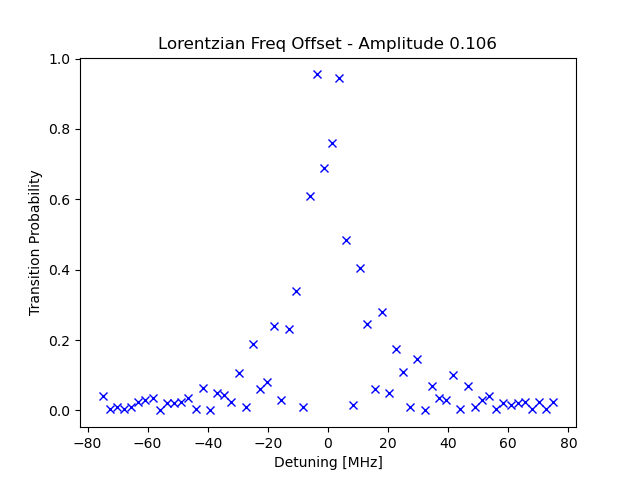 Lorentzian Freq Offset - Amplitude 0.106
1.0
0.8
0.6
0.4
0.2
0.0
Transition Probability
−80 −60 −40 −20 0 20 40 60 80
Detuning [MHz]